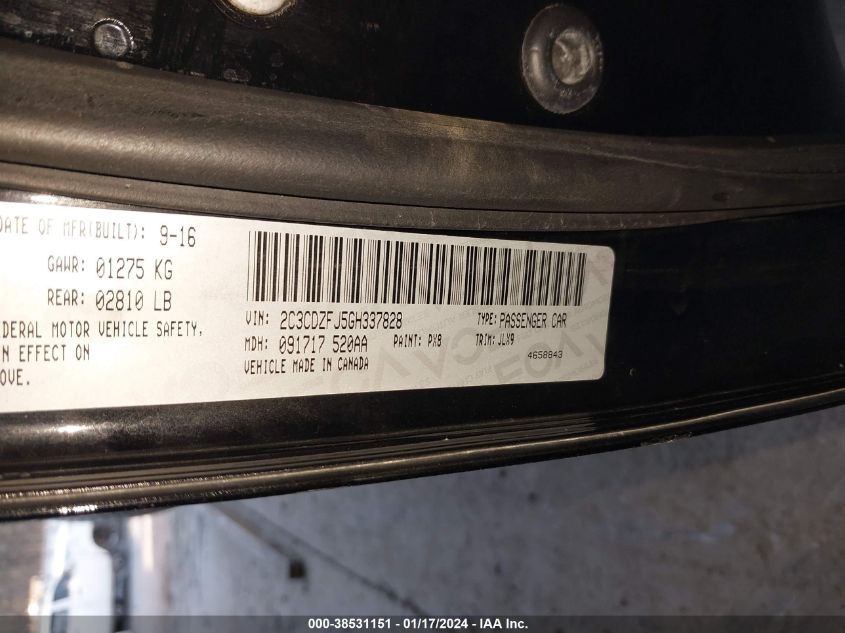 DATE OF MFR(BUILT): 9-16
GAWR: 01275 KG
REAR: 02810 LB
EDERAL MOTOR VEHICLE SAFETY,
N EFFECT ON
OVE.
VIN: 2C3CDZFJ5GH337828 TYPE: PASSENGER CAR
MDH: 091717 520AA PAINT: PX8 TRIM: JLX9
VEHICLE MADE IN CANADA 4658843
000-38531151 - 01/17/2024 - IAA Inc.